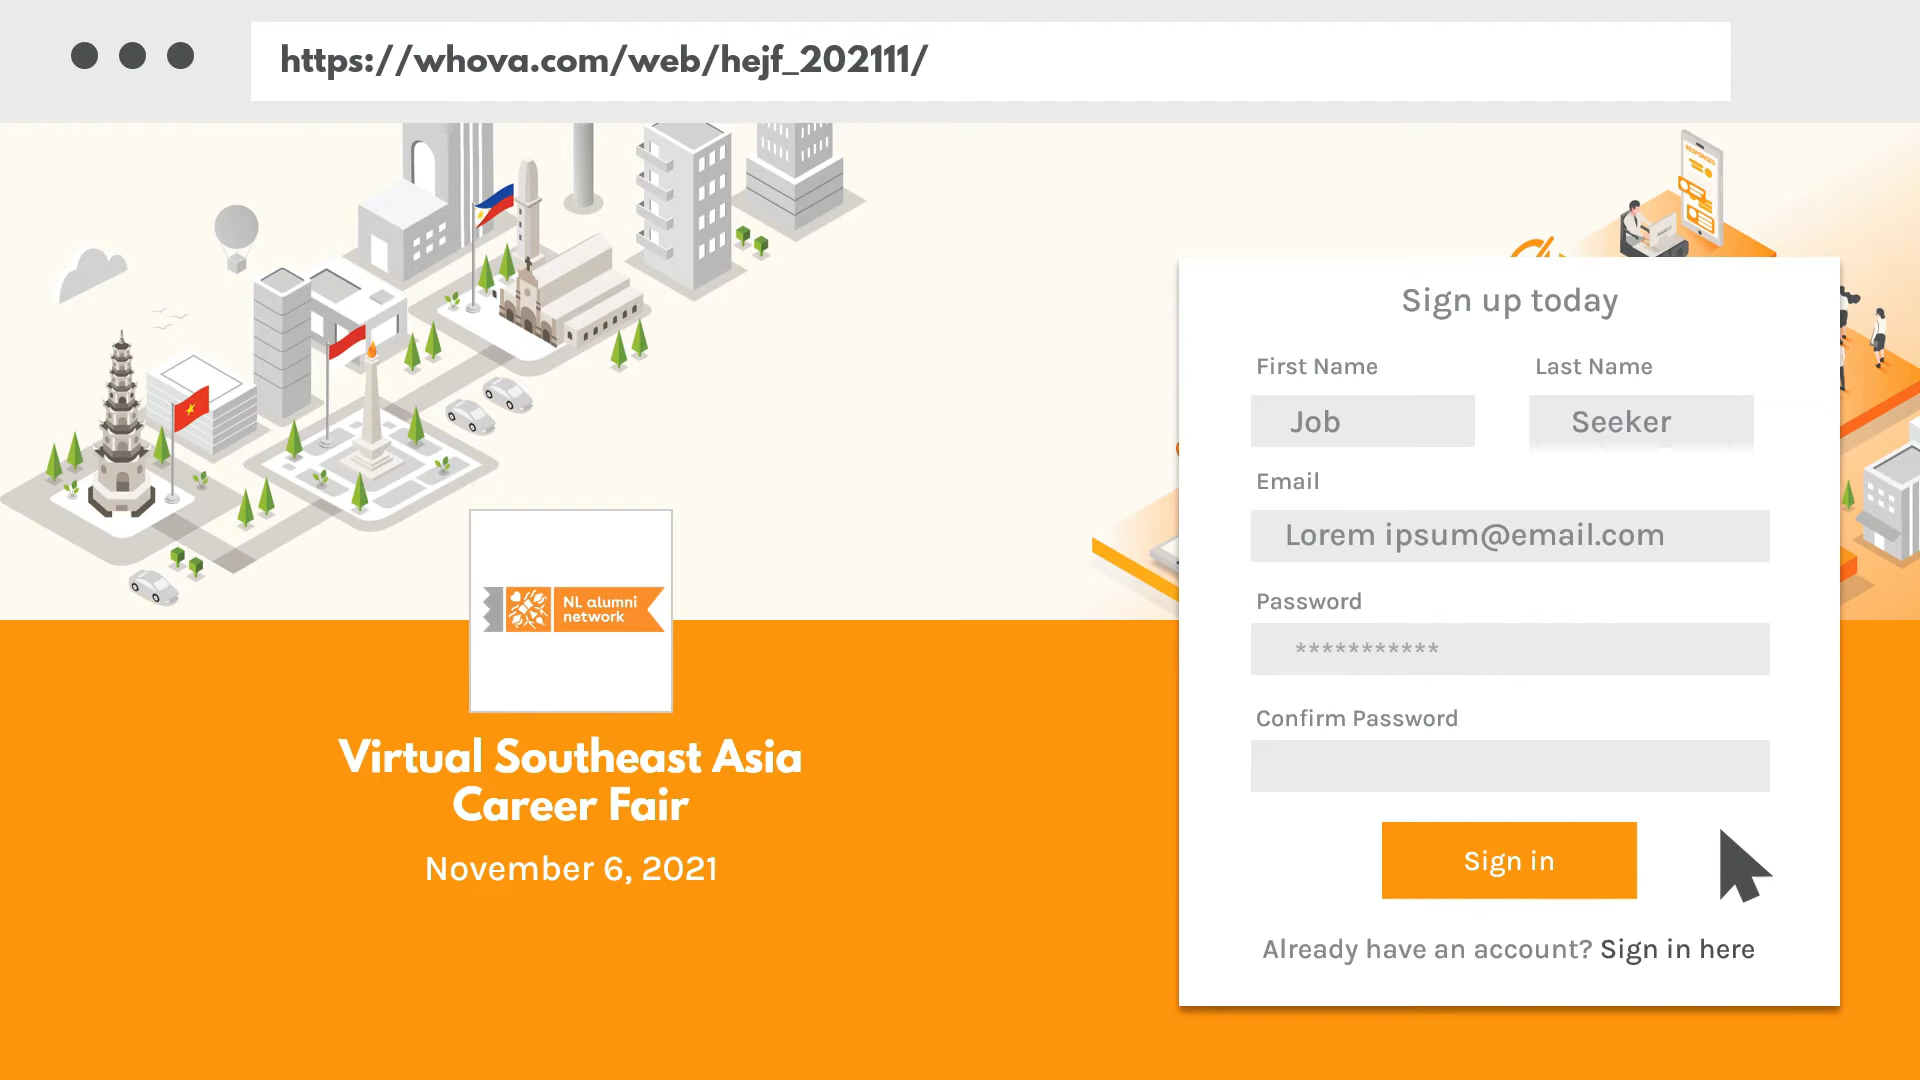 https://whova.com/web/hejf_202111/
RESPONSES
NL alumni
network
Virtual Southeast Asia
Career Fair
November 6, 2021
Sign up today
First Name
Last Name
Job
Seeker
Email
Lorem ipsum@email.com
Password
***********
Confirm Password
Sign in
Already have an account? Sign in here